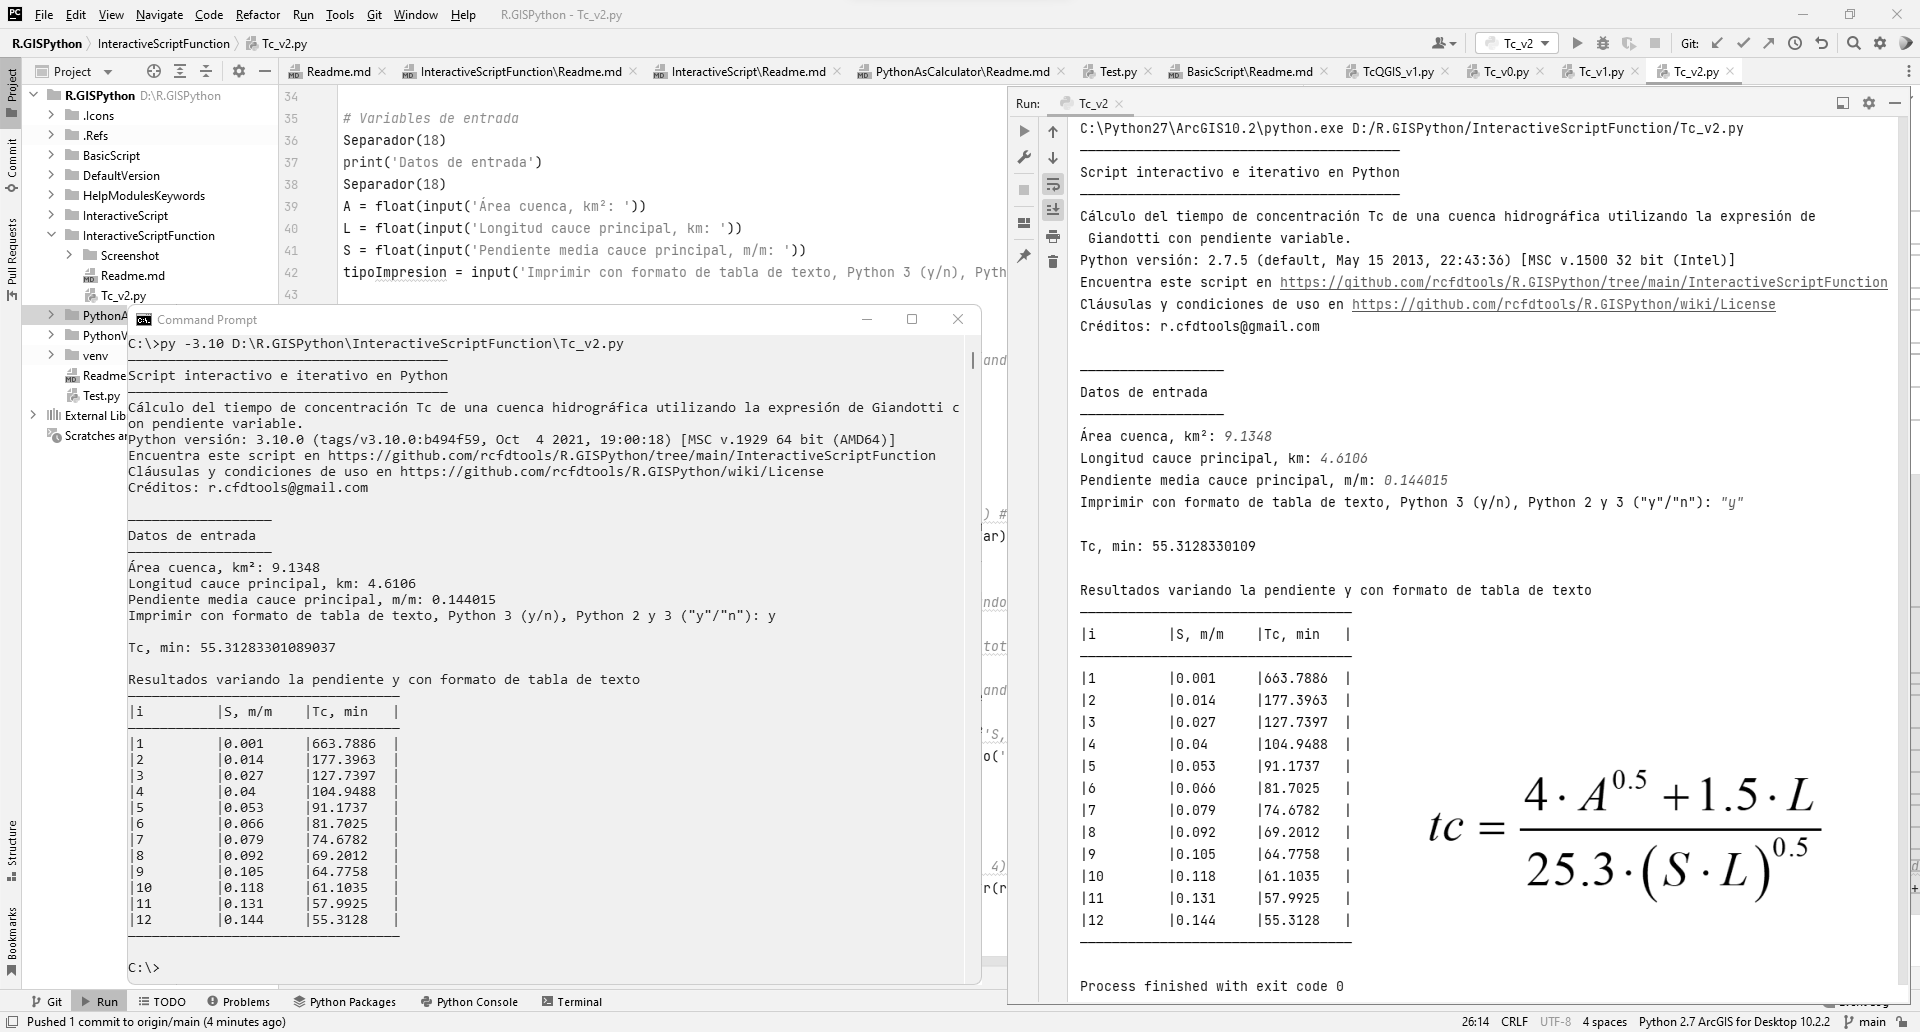 File Edit View Navigate Code Refactor Run Tools Git Window Help R.GISPython - Tc_v2.py
R.GISPython InteractiveScriptFunction Tc_v2.py
Tc_v2 Git:
Project
Readme.md InteractiveScriptFunction\Readme.md InteractiveScript\Readme.md PythonAsCalculator\Readme.md Test.py BasicScript\Readme.md TcQGIS_v1.py Tc_v0.py Tc_v1.py Tc_v2.py
Project
Commit
Pull Requests
Structure
Bookmarks
R.GISPython D:\R.GISPython
.Icons
.Refs
BasicScript
DefaultVersion
HelpModulesKeywords
InteractiveScript
InteractiveScriptFunction
Screenshot
Readme.md
Tc_v2.py
PythonA
PythonV
venv
Readme
Test.py
External Lib
Scratches a
34
35 # Variables de entrada
36 Separador(18)
37 print('Datos de entrada')
38 Separador(18)
39 A = float(input('Área cuenca, km²: '))
40 L = float(input('Longitud cauce principal, km: '))
41 S = float(input('Pendiente media cauce principal, m/m: '))
42 tipoImpresion = input('Imprimir con formato de tabla de texto, Python 3 (y/n), Pyth
43
and
) #
ar)
ndo
tot
and
'S,
o('
4)
r(r
Command Prompt
C:\>py -3.10 D:\R.GISPython\InteractiveScriptFunction\Tc_v2.py
Script interactivo e iterativo en Python
Cálculo del tiempo de concentración Tc de una cuenca hidrográfica utilizando la expresión de Giandotti c
on pendiente variable.
Python versión: 3.10.0 (tags/v3.10.0:b494f59, Oct  4 2021, 19:00:18) [MSC v.1929 64 bit (AMD64)]
Encuentra este script en https://github.com/rcfdtools/R.GISPython/tree/main/InteractiveScriptFunction
Cláusulas y condiciones de uso en https://github.com/rcfdtools/R.GISPython/wiki/License
Créditos: r.cfdtools@gmail.com
Datos de entrada
Área cuenca, km²: 9.1348
Longitud cauce principal, km: 4.6106
Pendiente media cauce principal, m/m: 0.144015
Imprimir con formato de tabla de texto, Python 3 (y/n), Python 2 y 3 ("y"/"n"): y
Tc, min: 55.31283301089037
Resultados variando la pendiente y con formato de tabla de texto
|i |S, m/m |Tc, min |
|1 |0.001 |663.7886 |
|2 |0.014 |177.3963 |
|3 |0.027 |127.7397 |
|4 |0.04 |104.9488 |
|5 |0.053 |91.1737 |
|6 |0.066 |81.7025 |
|7 |0.079 |74.6782 |
|8 |0.092 |69.2012 |
|9 |0.105 |64.7758 |
|10 |0.118 |61.1035 |
|11 |0.131 |57.9925 |
|12 |0.144 |55.3128 |
C:\>
Run: Tc_v2
C:\Python27\ArcGIS10.2\python.exe D:/R.GISPython/InteractiveScriptFunction/Tc_v2.py
Script interactivo e iterativo en Python
Cálculo del tiempo de concentración Tc de una cuenca hidrográfica utilizando la expresión de
Giandotti con pendiente variable.
Python versión: 2.7.5 (default, May 15 2013, 22:43:36) [MSC v.1500 32 bit (Intel)]
Encuentra este script en https://github.com/rcfdtools/R.GISPython/tree/main/InteractiveScriptFunction
Cláusulas y condiciones de uso en https://github.com/rcfdtools/R.GISPython/wiki/License
Créditos: r.cfdtools@gmail.com
Datos de entrada
Área cuenca, km²: 9.1348
Longitud cauce principal, km: 4.6106
Pendiente media cauce principal, m/m: 0.144015
Imprimir con formato de tabla de texto, Python 3 (y/n), Python 2 y 3 ("y"/"n"): "y"
Tc, min: 55.3128330109
Resultados variando la pendiente y con formato de tabla de texto
|i |S, m/m |Tc, min |
|1 |0.001 |663.7886 |
|2 |0.014 |177.3963 |
|3 |0.027 |127.7397 |
|4 |0.04 |104.9488 |
|5 |0.053 |91.1737 |
|6 |0.066 |81.7025 |
|7 |0.079 |74.6782 |
|8 |0.092 |69.2012 |
|9 |0.105 |64.7758 |
|10 |0.118 |61.1035 |
|11 |0.131 |57.9925 |
|12 |0.144 |55.3128 |
Process finished with exit code 0
tc = 4 · A^0.5 + 1.5 · L / 25.3 · (S · L)^0.5
Git Run TODO Problems Python Packages Python Console Terminal
Pushed 1 commit to origin/main (4 minutes ago) 26:14 CRLF UTF-8 4 spaces Python 2.7 ArcGIS for Desktop 10.2.2 main